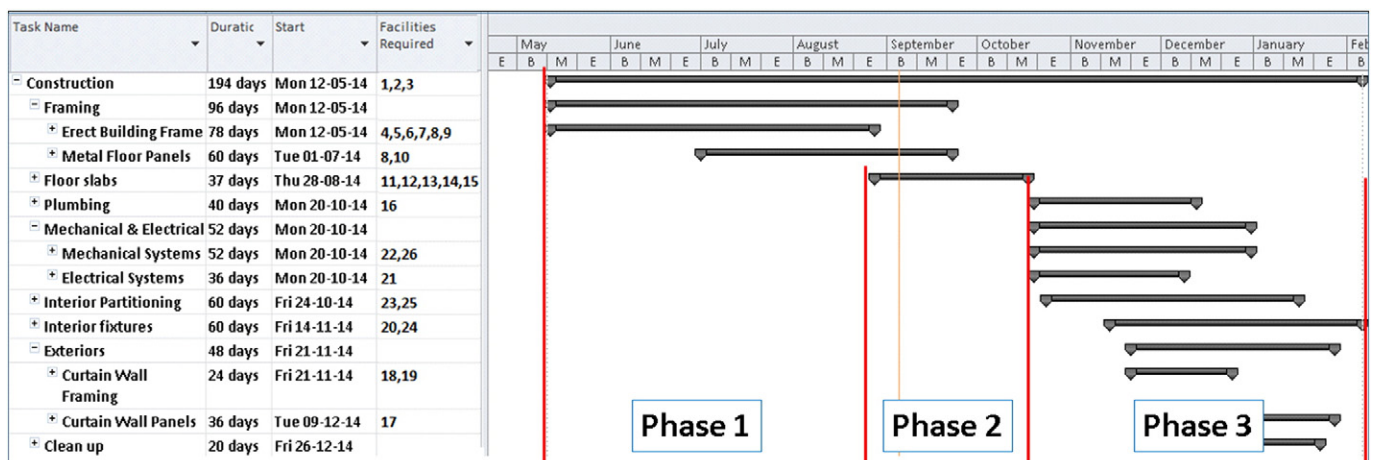 Task Name Duratic Start Facilities
Required
May June July August September October November December January Feb
E B M E B M E B M E B M E B M E B M E B M E B M E B M E B
Construction 194 days Mon 12-05-14 1,2,3
Framing 96 days Mon 12-05-14
Erect Building Frame 78 days Mon 12-05-14 4,5,6,7,8,9
Metal Floor Panels 60 days Tue 01-07-14 8,10
Floor slabs 37 days Thu 28-08-14 11,12,13,14,15
Plumbing 40 days Mon 20-10-14 16
Mechanical & Electrical 52 days Mon 20-10-14
Mechanical Systems 52 days Mon 20-10-14 22,26
Electrical Systems 36 days Mon 20-10-14 21
Interior Partitioning 60 days Fri 24-10-14 23,25
Interior fixtures 60 days Fri 14-11-14 20,24
Exteriors 48 days Fri 21-11-14
Curtain Wall 24 days Fri 21-11-14 18,19
Framing
Curtain Wall Panels 36 days Tue 09-12-14 17
Clean up 20 days Fri 26-12-14
Phase 1 Phase 2 Phase 3